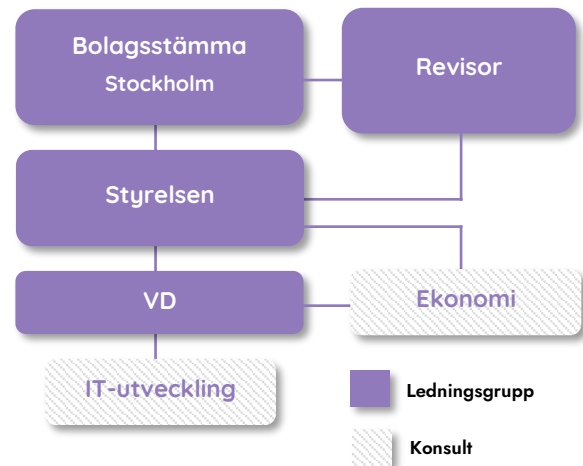 Bolagsstämma
Stockholm
Revisor
Styrelsen
VD
Ekonomi
IT-utveckling
Ledningsgrupp
Konsult